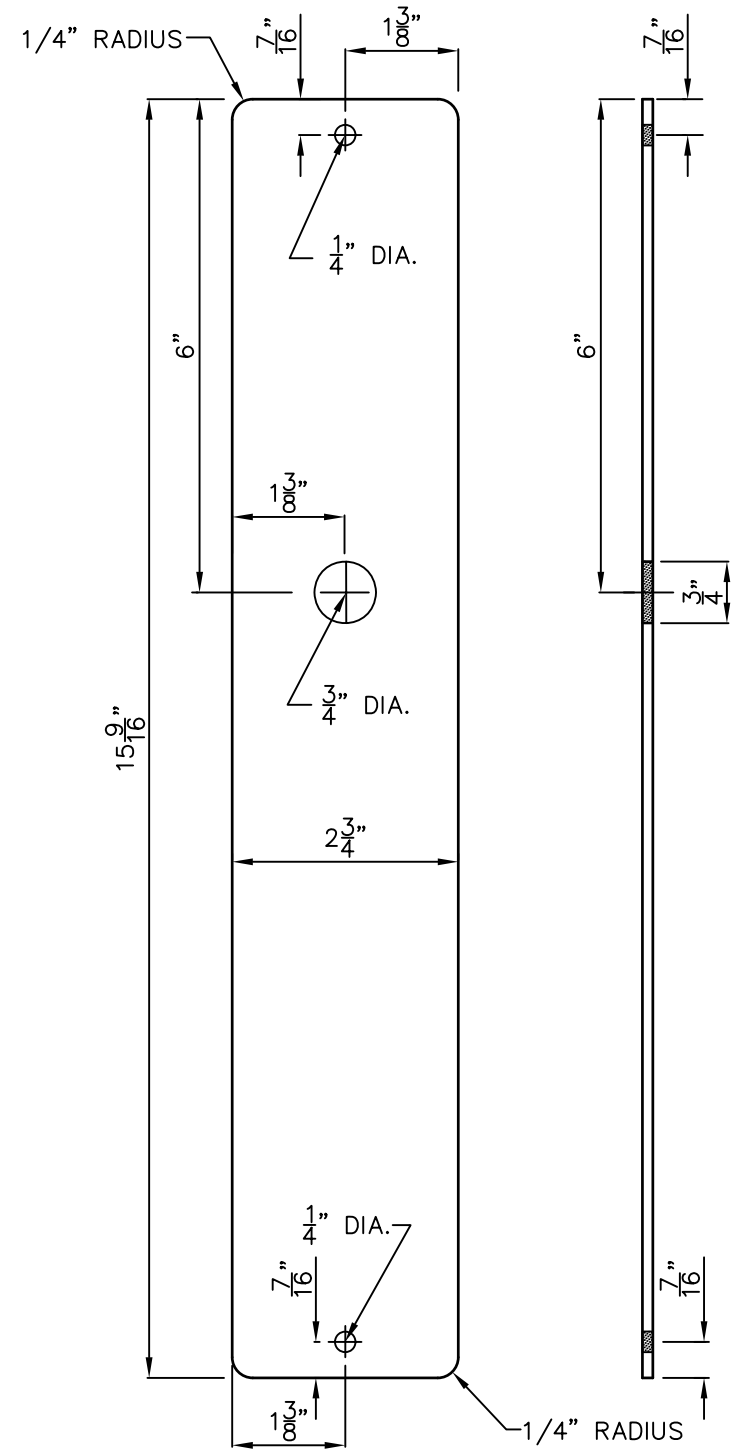 1/4" RADIUS
7/16"
1 3/8"
7/16"
1/4" DIA.
6"
6"
1 3/8"
3/4"
3/4" DIA.
15 9/16"
2 3/4"
1/4" DIA.
7/16"
7/16"
1 3/8"
1/4" RADIUS